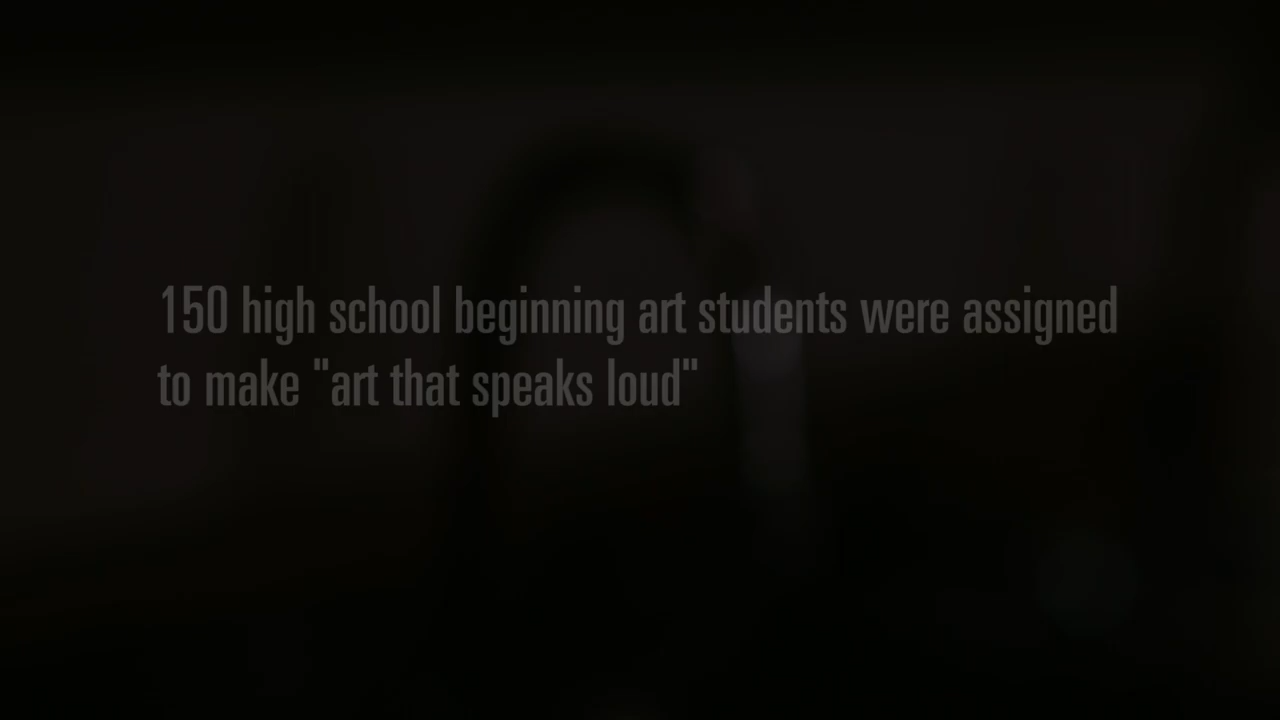 150 high school beginning art students were assigned
to make "art that speaks loud"